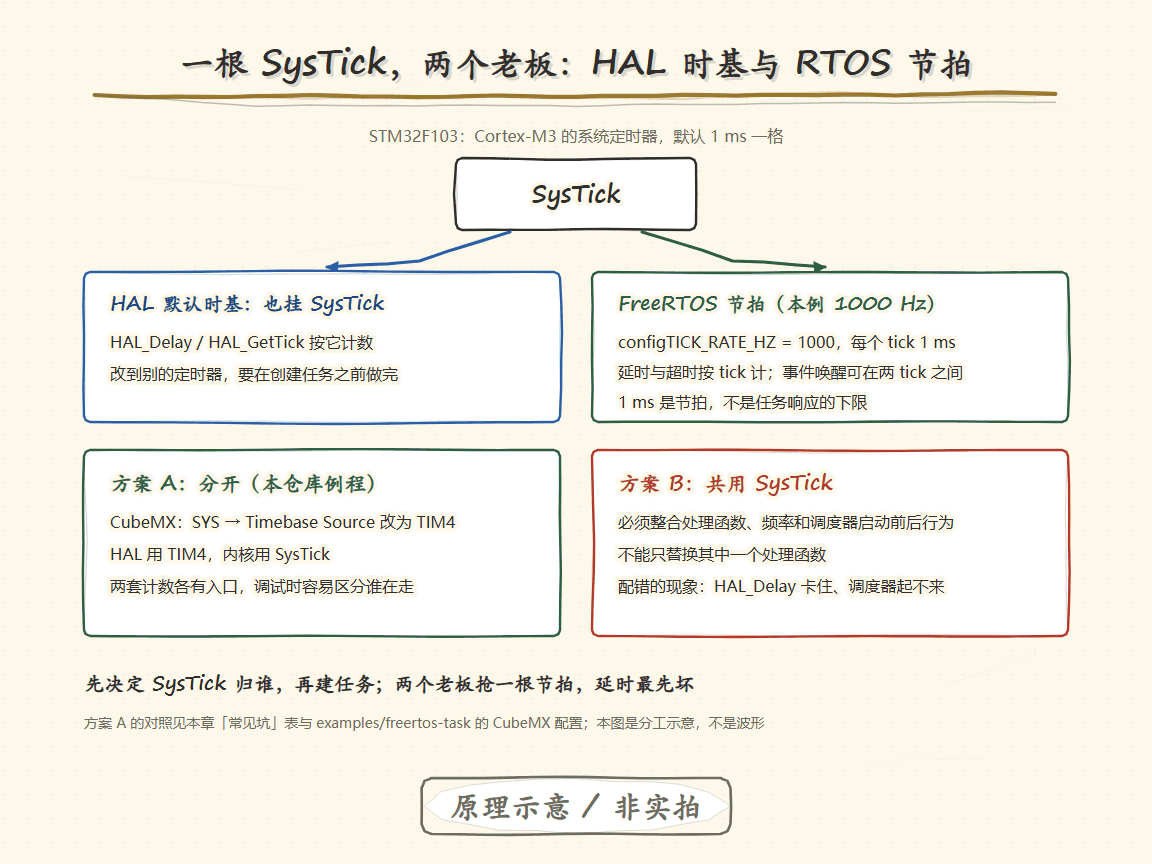 一根 SysTick，两个老板：HAL 时基与 RTOS 节拍
STM32F103：Cortex-M3 的系统定时器，默认 1 ms 一格
SysTick
HAL 默认时基：也挂 SysTick
HAL_Delay / HAL_GetTick 按它计数
改到别的定时器，要在创建任务之前做完
FreeRTOS 节拍（本例 1000 Hz）
configTICK_RATE_HZ = 1000，每个 tick 1 ms
延时与超时按 tick 计；事件唤醒可在两 tick 之间
1 ms 是节拍，不是任务响应的下限
方案 A：分开（本仓库例程）
CubeMX：SYS → Timebase Source 改为 TIM4
HAL 用 TIM4，内核用 SysTick
两套计数各有入口，调试时容易区分谁在走
方案 B：共用 SysTick
必须整合处理函数、频率和调度器启动前后行为
不能只替换其中一个处理函数
配错的现象：HAL_Delay 卡住、调度器起不来
先决定 SysTick 归谁，再建任务；两个老板抢一根节拍，延时最先坏
方案 A 的对照见本章「常见坑」表与 examples/freertos-task 的 CubeMX 配置；本图是分工示意，不是波形
原理示意 / 非实拍